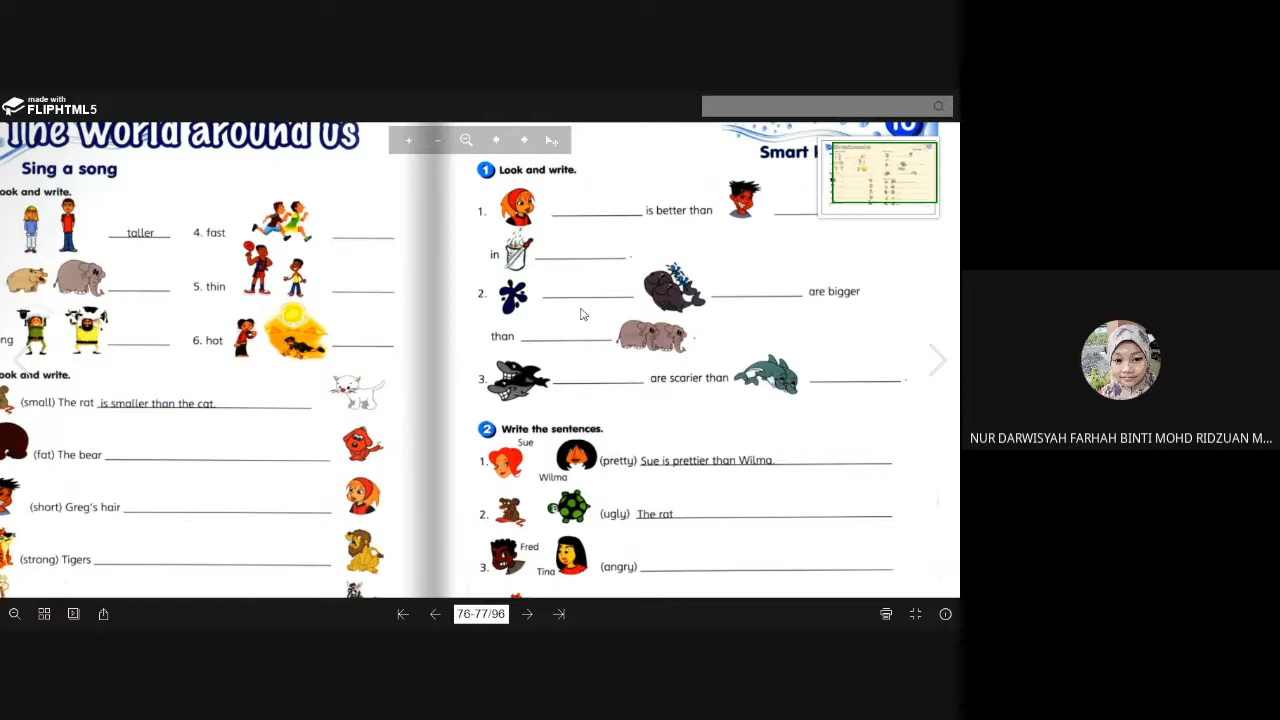 made with
FLIPHTML5
The world around us
Sing a song
ook and write.
taller
4. fast
5. thin
ng
6. hot
ook and write.
(small) The rat is smaller than the cat.
(fat) The bear
(short) Greg's hair
(strong) Tigers
10
Smart
1 Look and write.
1. is better than
in .
2. are bigger
than .
3. are scarier than .
2 Write the sentences.
Sue
1. (pretty) Sue is prettier than Wilma.
Wilma
2. (ugly) The rat
Fred
3. Tina (angry)
76-77/96
NUR DARWISYAH FARHAH BINTI MOHD RIDZUAN M...